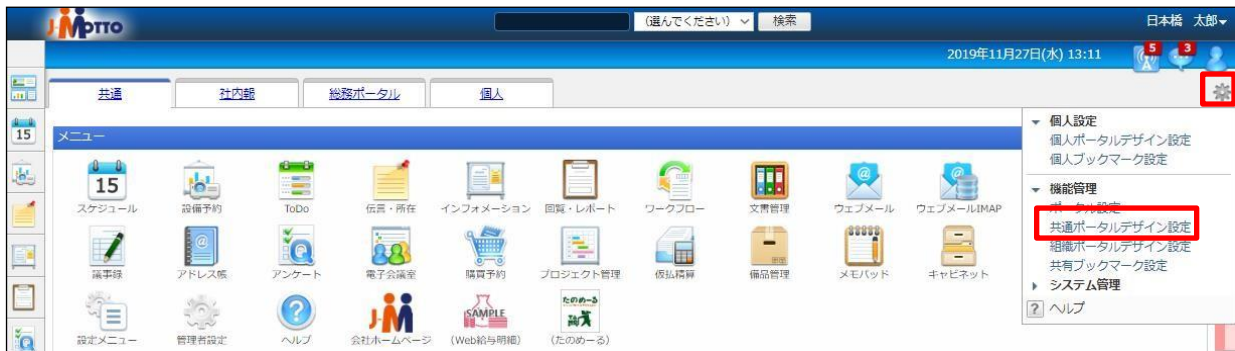 J-MOTTO
(選んでください) 検索 日本橋 太郎
2019年11月27日(水) 13:11 5 3
共通 社内報 総務ポータル 個人
15
メニュー
個人設定
個人ポータルデザイン設定
個人ブックマーク設定
15
スケジュール 設備予約 ToDo 伝言・所在 インフォメーション 回覧・レポート ワークフロー 文書管理 ウェブメール ウェブメールIMAP
機能管理
ポータル設定
共通ポータルデザイン設定
組織ポータルデザイン設定
共有ブックマーク設定
議事録 アドレス帳 アンケート 電子会議室 購買予約 プロジェクト管理 仮払精算 備品管理 メモパッド キャビネット
システム管理
? ヘルプ
J-M
SAMPLE
たのめーる
設定メニュー 管理者設定 ヘルプ 会社ホームページ (Web給与明細) (たのめーる)